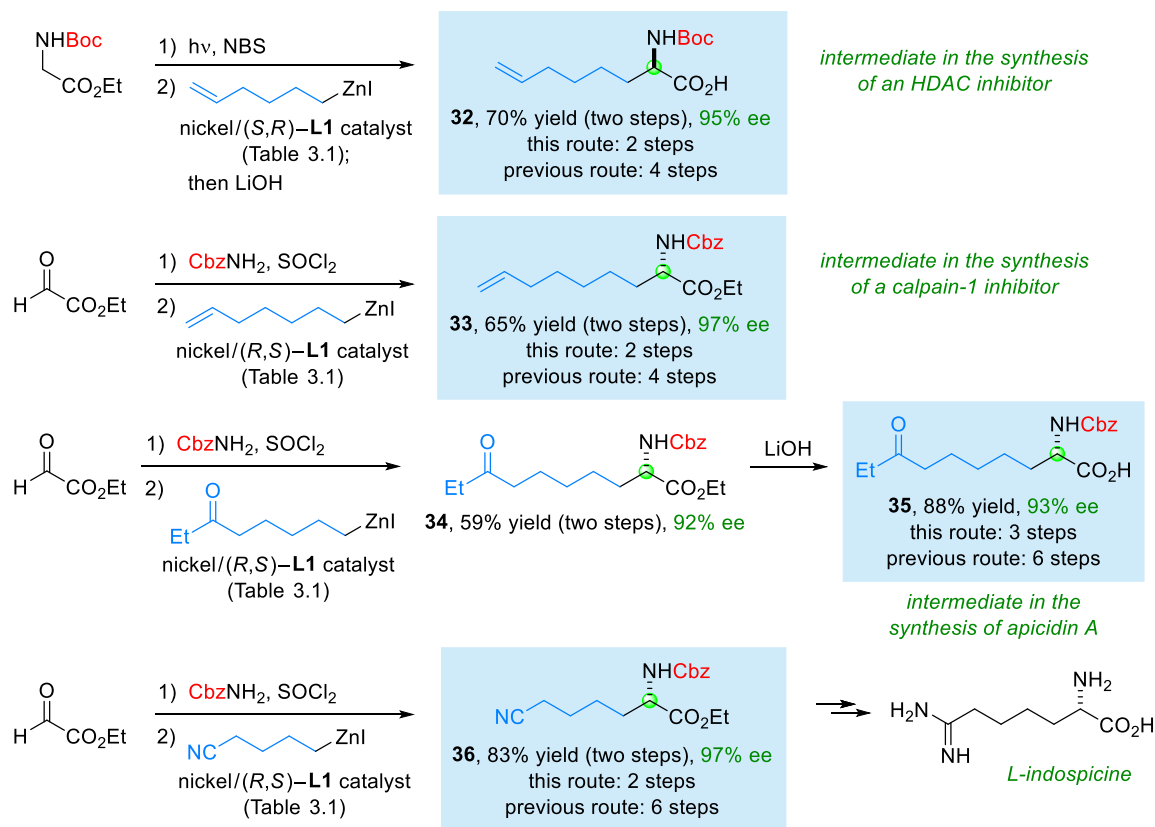 NHBoc
CO2Et
1) hν, NBS
2)
ZnI
nickel/(S,R)–L1 catalyst
(Table 3.1);
then LiOH
NHBoc
CO2H
32, 70% yield (two steps), 95% ee
this route: 2 steps
previous route: 4 steps
intermediate in the synthesis
of an HDAC inhibitor
O
H
CO2Et
1) CbzNH2, SOCl2
2)
ZnI
nickel/(R,S)–L1 catalyst
(Table 3.1)
NHCbz
CO2Et
33, 65% yield (two steps), 97% ee
this route: 2 steps
previous route: 4 steps
intermediate in the synthesis
of a calpain-1 inhibitor
O
H
CO2Et
1) CbzNH2, SOCl2
2)
O
Et
ZnI
nickel/(R,S)–L1 catalyst
(Table 3.1)
O
Et
NHCbz
CO2Et
34, 59% yield (two steps), 92% ee
LiOH
O
Et
NHCbz
CO2H
35, 88% yield, 93% ee
this route: 3 steps
previous route: 6 steps
intermediate in the
synthesis of apicidin A
O
H
CO2Et
1) CbzNH2, SOCl2
2)
NC
ZnI
nickel/(R,S)–L1 catalyst
(Table 3.1)
NC
NHCbz
CO2Et
36, 83% yield (two steps), 97% ee
this route: 2 steps
previous route: 6 steps
H2N
NH
NH2
CO2H
L-indospicine